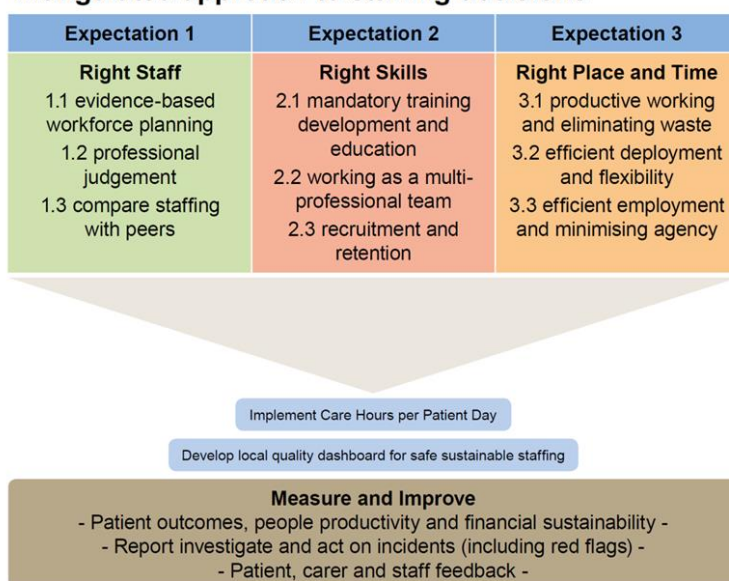 Expectation 1
Expectation 2
Expectation 3
Right Staff
1.1 evidence-based
workforce planning
1.2 professional
judgement
1.3 compare staffing
with peers
Right Skills
2.1 mandatory training
development and
education
2.2 working as a multi-
professional team
2.3 recruitment and
retention
Right Place and Time
3.1 productive working
and eliminating waste
3.2 efficient deployment
and flexibility
3.3 efficient employment
and minimising agency
Implement Care Hours per Patient Day
Develop local quality dashboard for safe sustainable staffing
Measure and Improve
- Patient outcomes, people productivity and financial sustainability -
- Report investigate and act on incidents (including red flags) -
- Patient, carer and staff feedback -